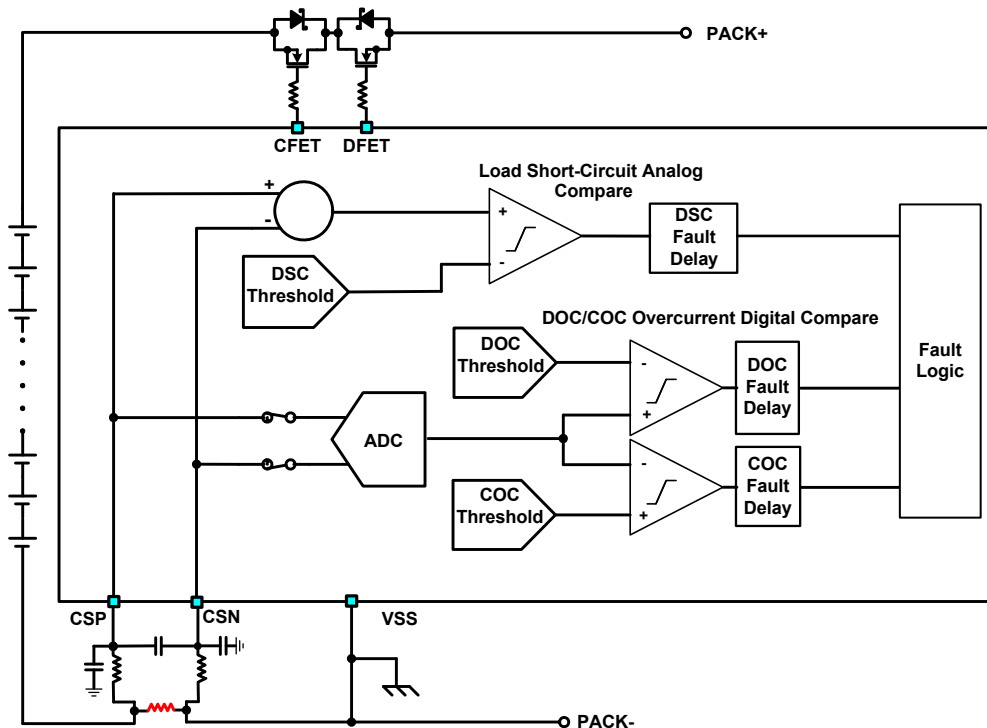 PACK+
CFET
DFET
Load Short-Circuit Analog
Compare
+
-
+
-
DSC
Threshold
DSC
Fault
Delay
DOC/COC Overcurrent Digital Compare
DOC
Threshold
-
+
DOC
Fault
Delay
Fault
Logic
ADC
COC
Threshold
-
+
COC
Fault
Delay
CSP
CSN
VSS
PACK-